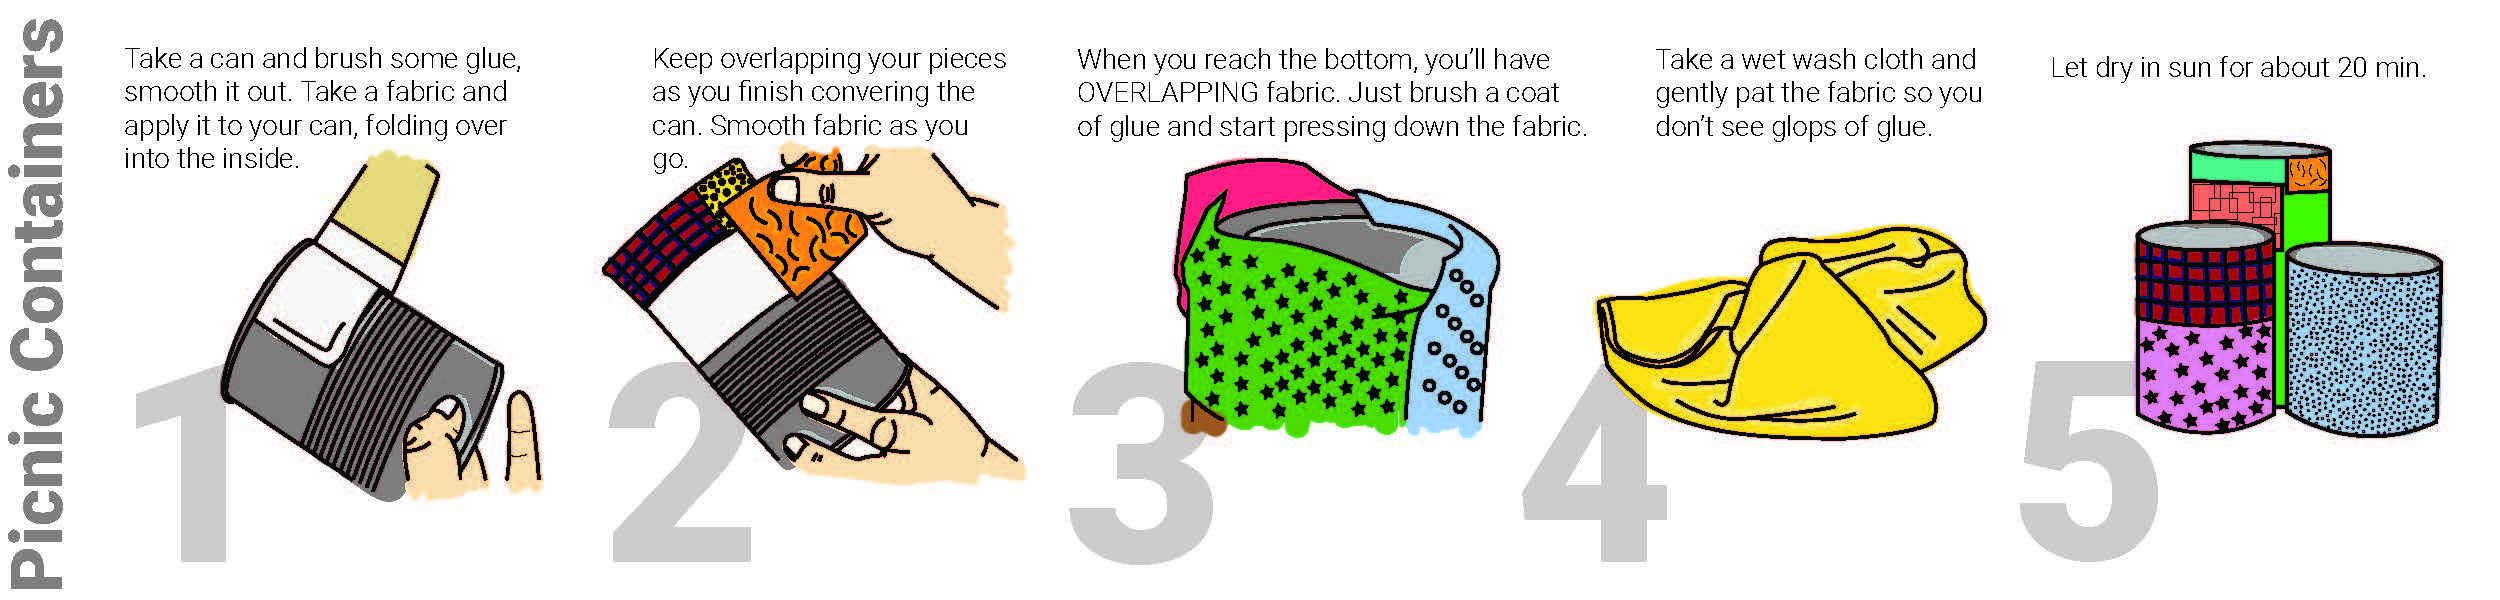 Picnic Containers
Take a can and brush some glue,
smooth it out. Take a fabric and
apply it to your can, folding over
into the inside.
1
Keep overlapping your pieces
as you finish convering the
can. Smooth fabric as you
go.
2
When you reach the bottom, you'll have
OVERLAPPING fabric. Just brush a coat
of glue and start pressing down the fabric.
3
Take a wet wash cloth and
gently pat the fabric so you
don't see glops of glue.
4
Let dry in sun for about 20 min.
5